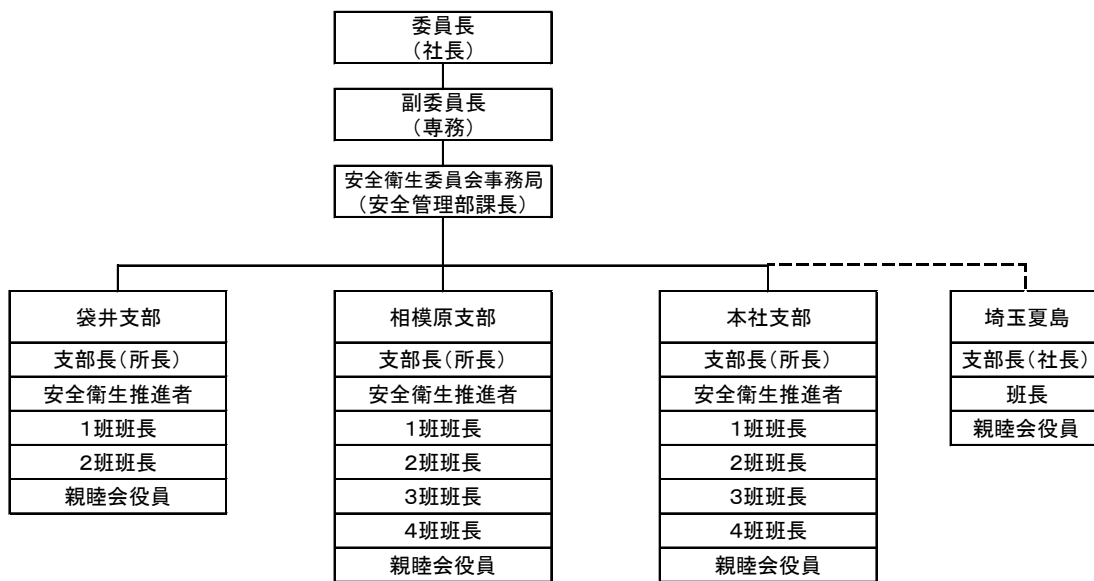 委員長
（社長）
副委員長
（専務）
安全衛生委員会事務局
（安全管理部課長）
袋井支部
支部長（所長）
安全衛生推進者
1班班長
2班班長
親睦会役員
相模原支部
支部長（所長）
安全衛生推進者
1班班長
2班班長
3班班長
4班班長
親睦会役員
本社支部
支部長（所長）
安全衛生推進者
1班班長
2班班長
3班班長
4班班長
親睦会役員
埼玉夏島
支部長（社長）
班長
親睦会役員